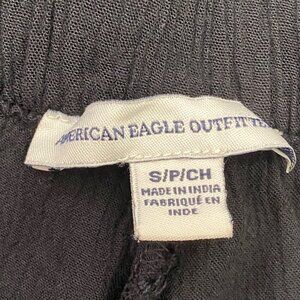 AMERICAN EAGLE OUTFITTE
S/P/CH
MADE IN INDIA
FABRIQUÉ EN
INDE